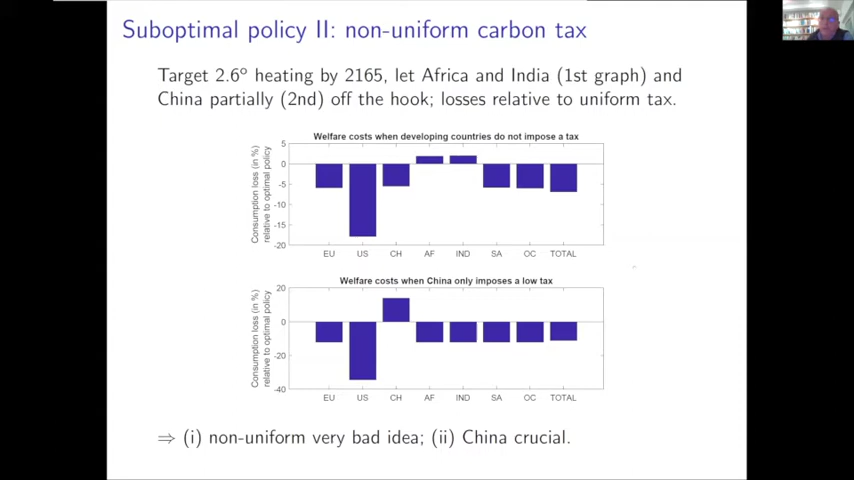 Suboptimal policy II: non-uniform carbon tax
Target 2.6° heating by 2165, let Africa and India (1st graph) and
China partially (2nd) off the hook; losses relative to uniform tax.
Welfare costs when developing countries do not impose a tax
Consumption loss (in %)
relative to optimal policy
5
0
-5
-10
-15
-20
EU US CH AF IND SA OC TOTAL
Welfare costs when China only imposes a low tax
Consumption loss (in %)
relative to optimal policy
20
0
-20
-40
EU US CH AF IND SA OC TOTAL
⇒ (i) non-uniform very bad idea; (ii) China crucial.